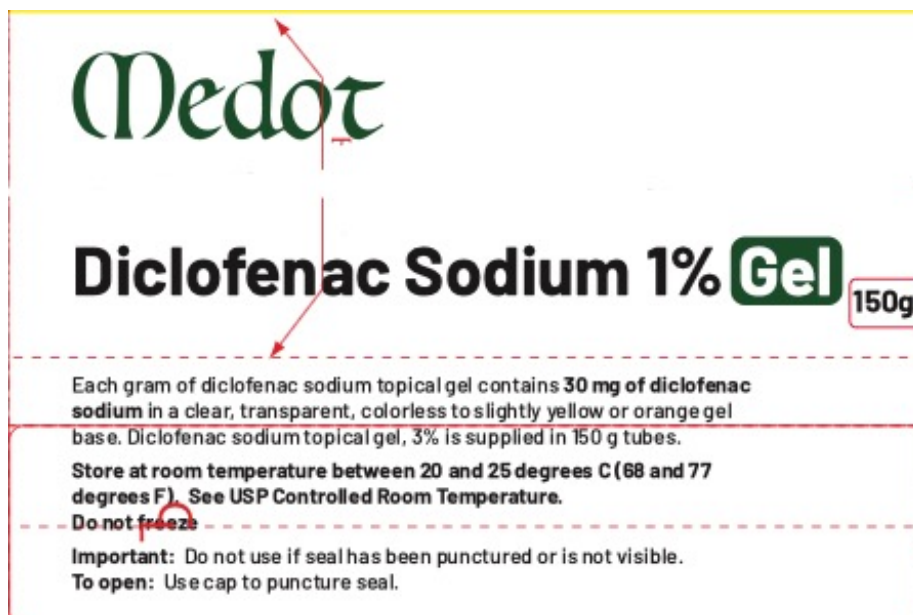 Medot
Diclofenac Sodium 1% Gel
150g
Each gram of diclofenac sodium topical gel contains 30 mg of diclofenac
sodium in a clear, transparent, colorless to slightly yellow or orange gel
base. Diclofenac sodium topical gel, 3% is supplied in 150 g tubes.
Store at room temperature between 20 and 25 degrees C (68 and 77
degrees F). See USP Controlled Room Temperature.
Do not freeze
Important: Do not use if seal has been punctured or is not visible.
To open: Use cap to puncture seal.